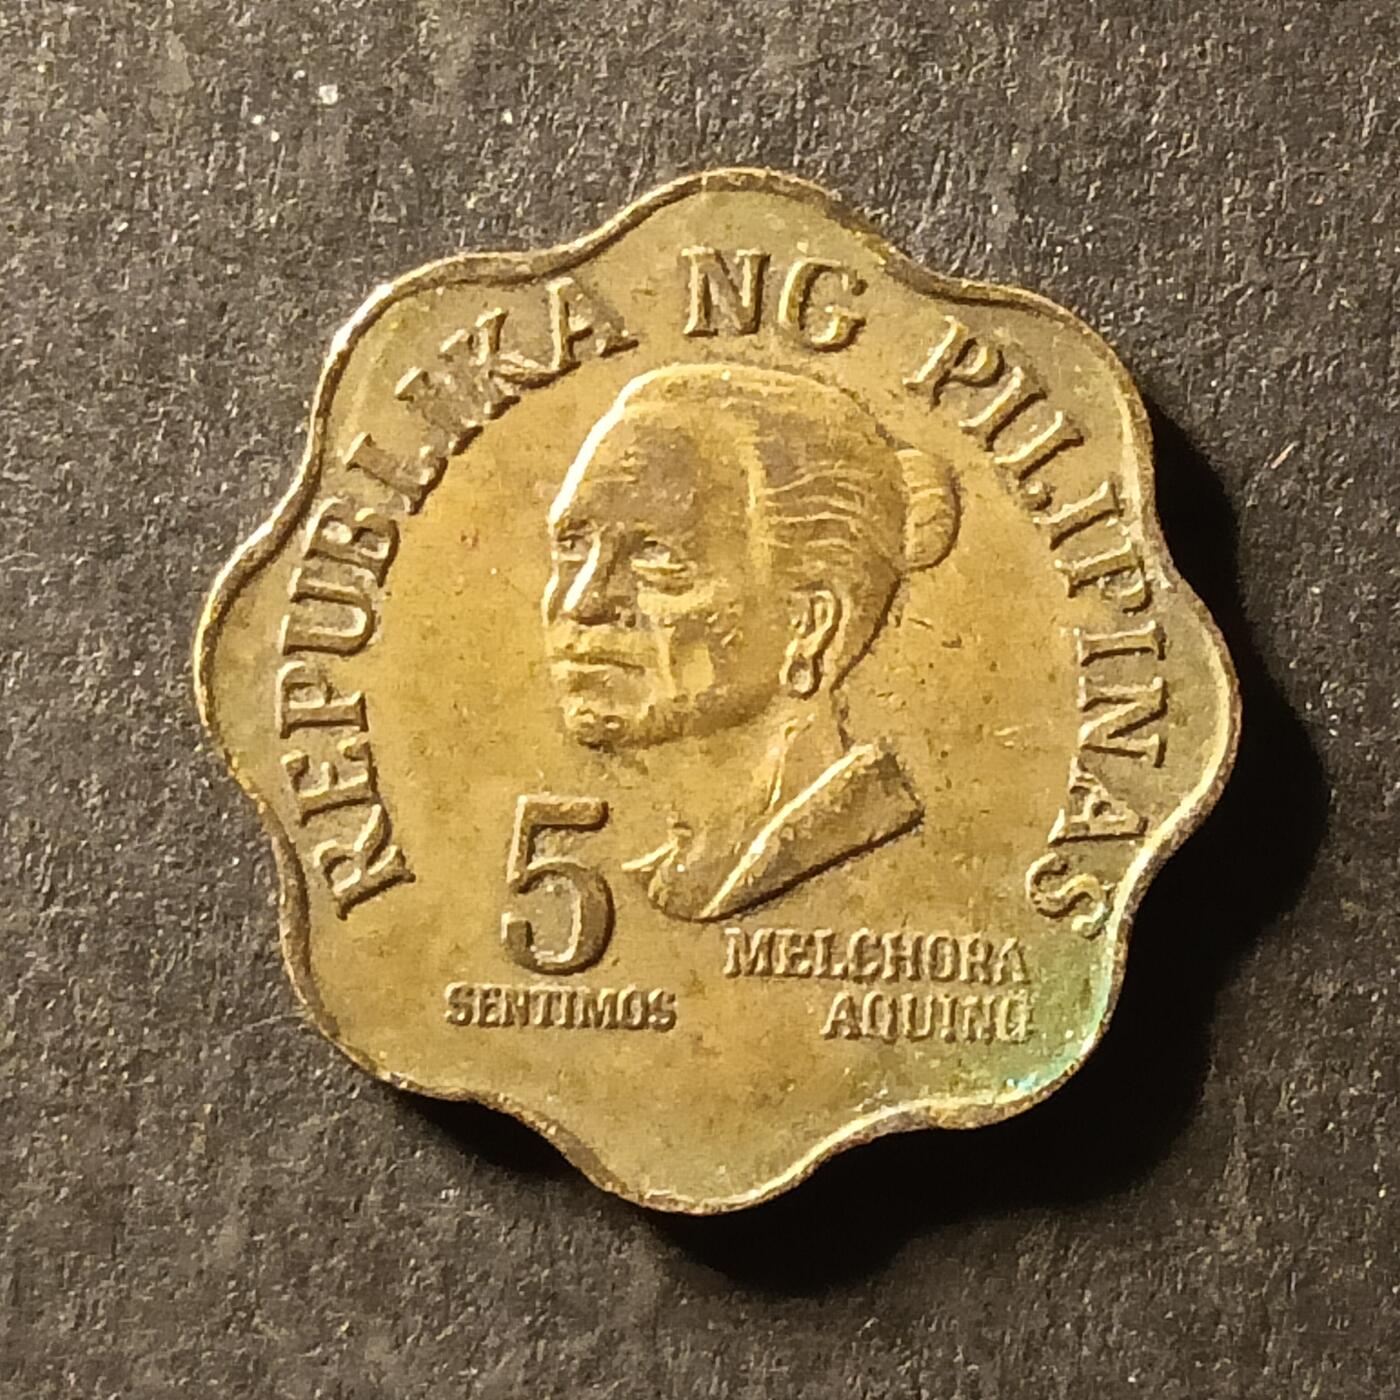 REPUBLIKA NG PILIPINAS
5
SENTIMOS
MELCHORA
AQUINO